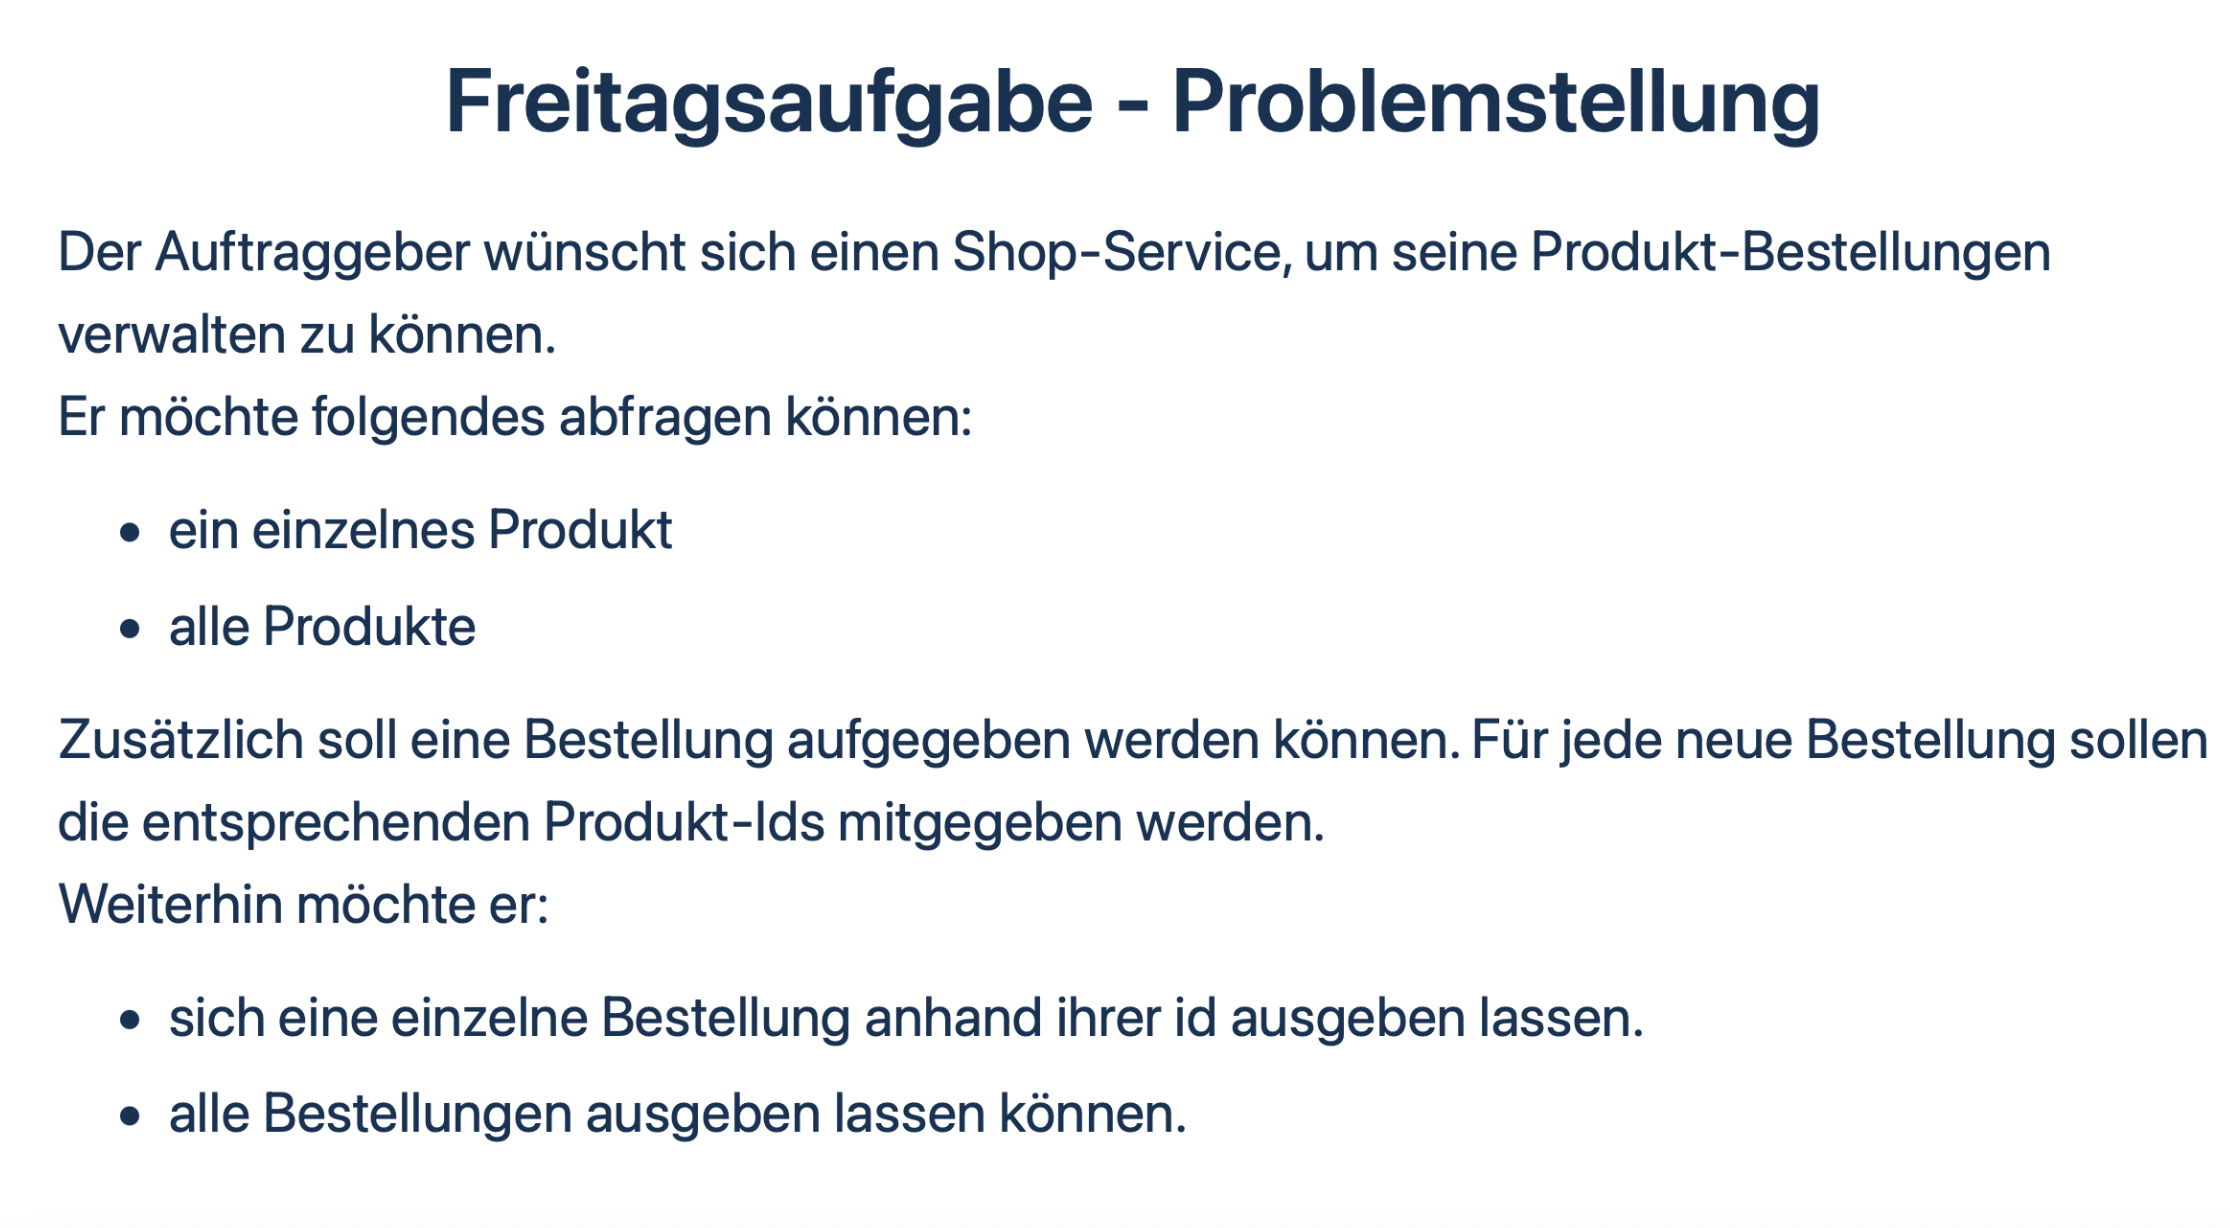 Freitagsaufgabe - Problemstellung
Der Auftraggeber wünscht sich einen Shop-Service, um seine Produkt-Bestellungen
verwalten zu können.
Er möchte folgendes abfragen können:
• ein einzelnes Produkt
• alle Produkte
Zusätzlich soll eine Bestellung aufgegeben werden können. Für jede neue Bestellung sollen
die entsprechenden Produkt-Ids mitgegeben werden.
Weiterhin möchte er:
• sich eine einzelne Bestellung anhand ihrer id ausgeben lassen.
• alle Bestellungen ausgeben lassen können.